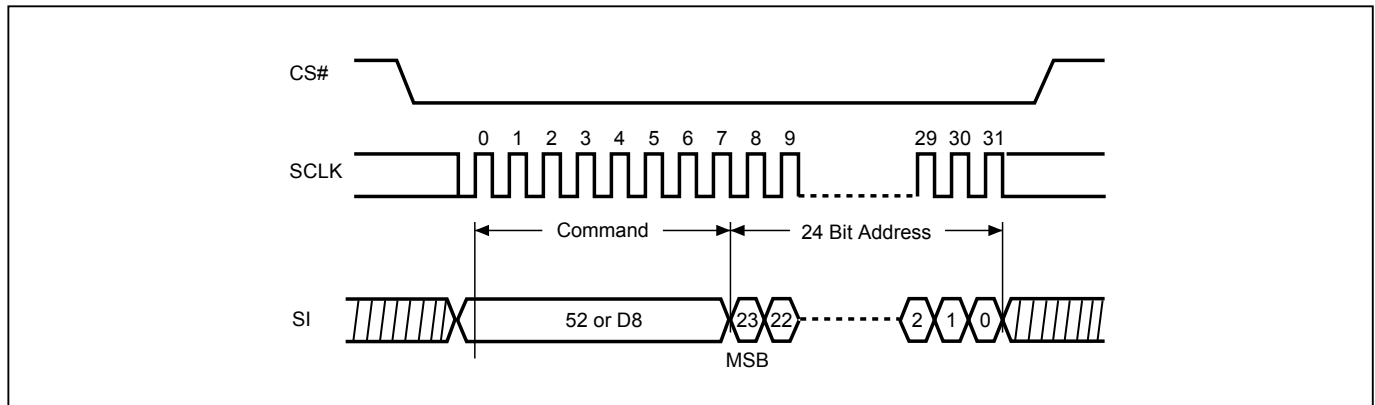 CS#
0 1 2 3 4 5 6 7 8 9 29 30 31
SCLK
Command 24 Bit Address
SI 52 or D8 23 22 2 1 0
MSB